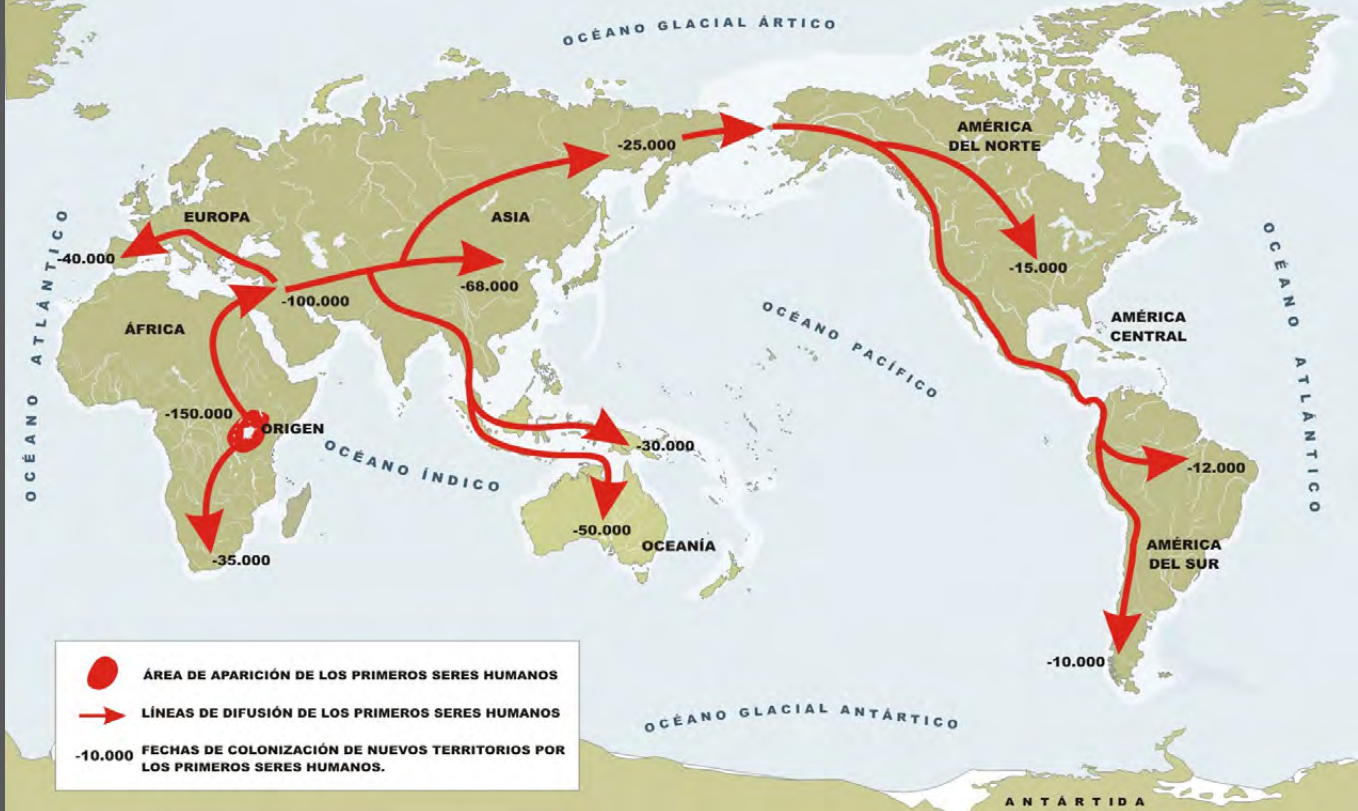 OCÉANO GLACIAL ÁRTICO
AMÉRICA
DEL NORTE
-25.000
EUROPA
ASIA
OCÉANO ATLÁNTICO
-40.000
-100.000
-68.000
-15.000
ÁFRICA
OCÉANO PACÍFICO
AMÉRICA
CENTRAL
OCÉANO ATLÁNTICO
-150.000
ORIGEN
OCÉANO ÍNDICO
-30.000
-12.000
-50.000
OCEANÍA
-35.000
AMÉRICA
DEL SUR
-10.000
ÁREA DE APARICIÓN DE LOS PRIMEROS SERES HUMANOS
LÍNEAS DE DIFUSIÓN DE LOS PRIMEROS SERES HUMANOS
-10.000 FECHAS DE COLONIZACIÓN DE NUEVOS TERRITORIOS POR
LOS PRIMEROS SERES HUMANOS.
OCÉANO GLACIAL ANTÁRTICO
ANTÁRTIDA